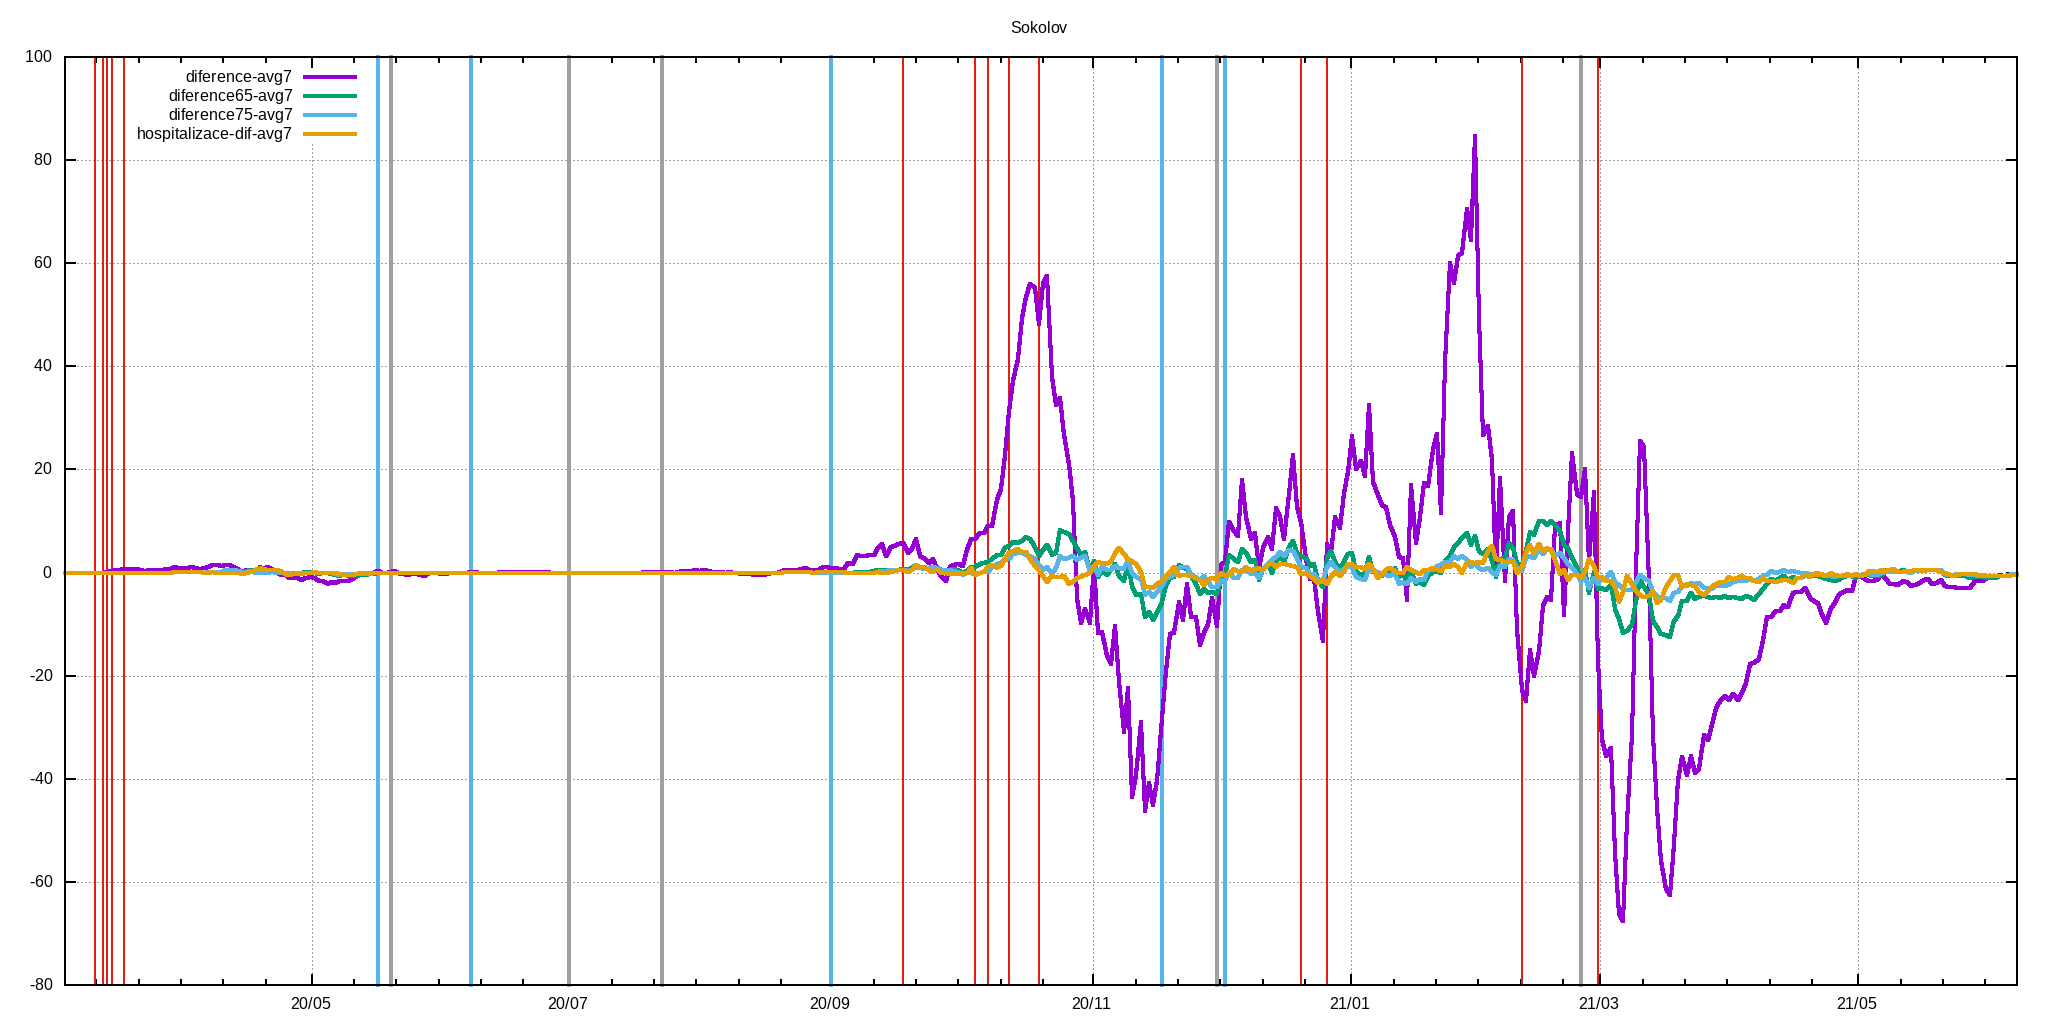 Sokolov
100
80
60
40
20
0
-20
-40
-60
-80
diference-avg7
diference65-avg7
diference75-avg7
hospitalizace-dif-avg7
20/05 20/07 20/09 20/11 21/01 21/03 21/05